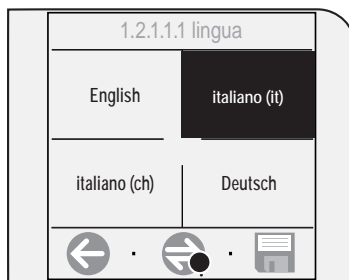 1.2.1.1.1 lingua
English italiano (it)
italiano (ch) Deutsch